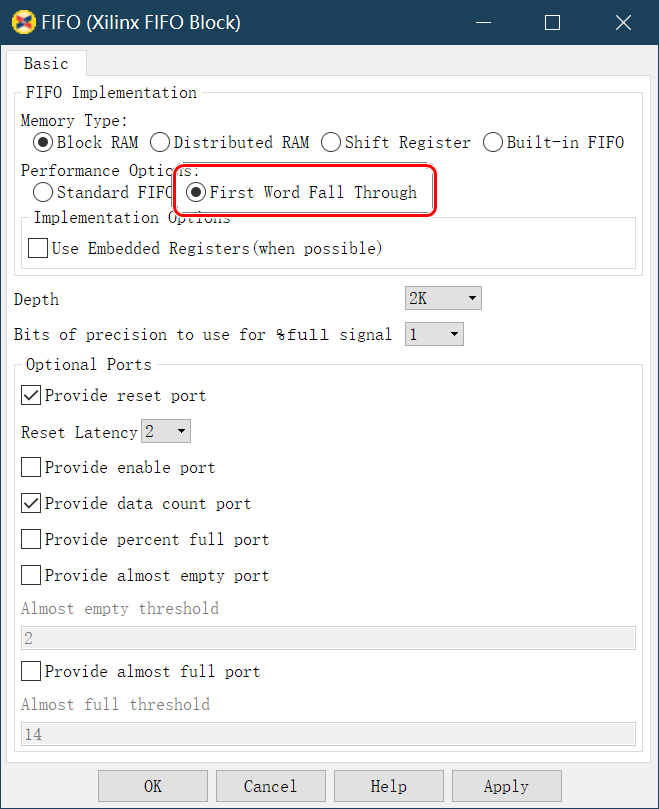 FIFO (Xilinx FIFO Block)
Basic
FIFO Implementation
Memory Type:
Block RAM Distributed RAM Shift Register Built-in FIFO
Performance Options:
Standard FIFO First Word Fall Through
Implementation Options
Use Embedded Registers(when possible)
Depth 2K
Bits of precision to use for %full signal 1
Optional Ports
Provide reset port
Reset Latency 2
Provide enable port
Provide data count port
Provide percent full port
Provide almost empty port
Almost empty threshold
2
Provide almost full port
Almost full threshold
14
OK Cancel Help Apply